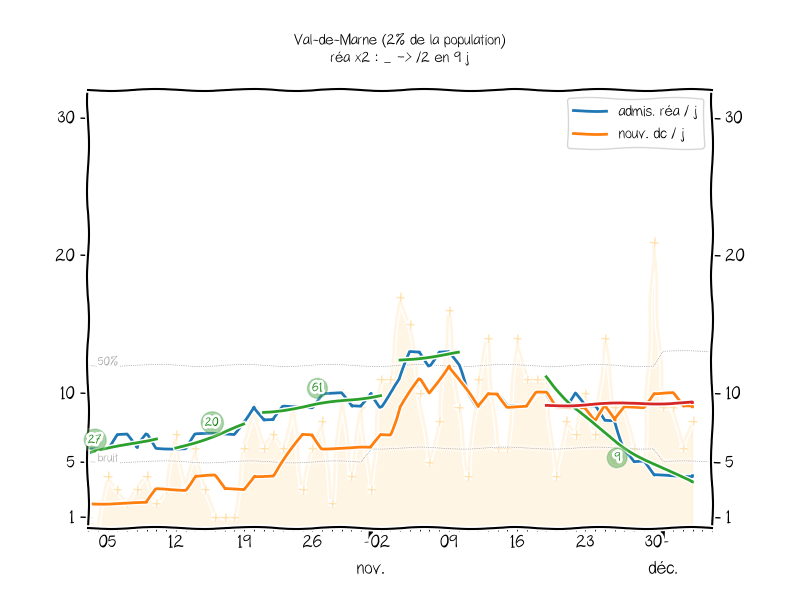 Val-de-Marne (2% de la population)
réa x2 : _ -> /2 en 9 j
admis. réa / j
nouv. dc / j
30
30
20
20
50%
10
10
61
20
27
bruit
9
5
5
1
1
05 12 19 26 02 09 16 23 30
nov. déc.